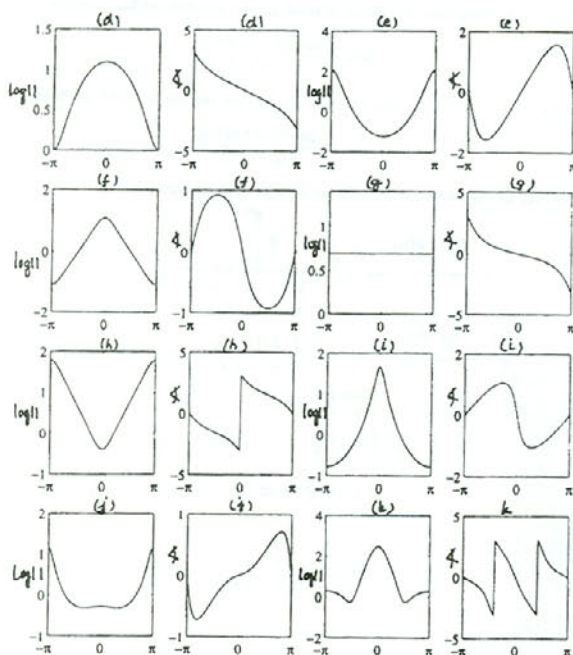 (d) (d) (e) (e)
1.5 5 4 2
log|| 1 ∡ log|| 2 ∡
0.5 0 0 0
0 -5 -2 2
-π 0 π -π 0 π -π 0 π -π 0 π
(f) (f) (g) (g)
2 1 5
log|| 0 ∡ 0 log|| 1 ∡ 0
0.5
-2 -1 0 -5
-π 0 π -π 0 π -π 0 π -π 0 π
(h) (h) (i) (i)
2 5 2 2
log|| 1 ∡ 0 log|| 1 ∡ 0
0 0
-1 -5 -1 -2
-π 0 π -π 0 π -π 0 π -π 0 π
(j) (j) (k) k
2 1 4 5
log|| 1 ∡ 0 log|| 2 ∡ 0
0 0
-1 -1 -2 -5
-π 0 π -π 0 π -π 0 π -π 0 π